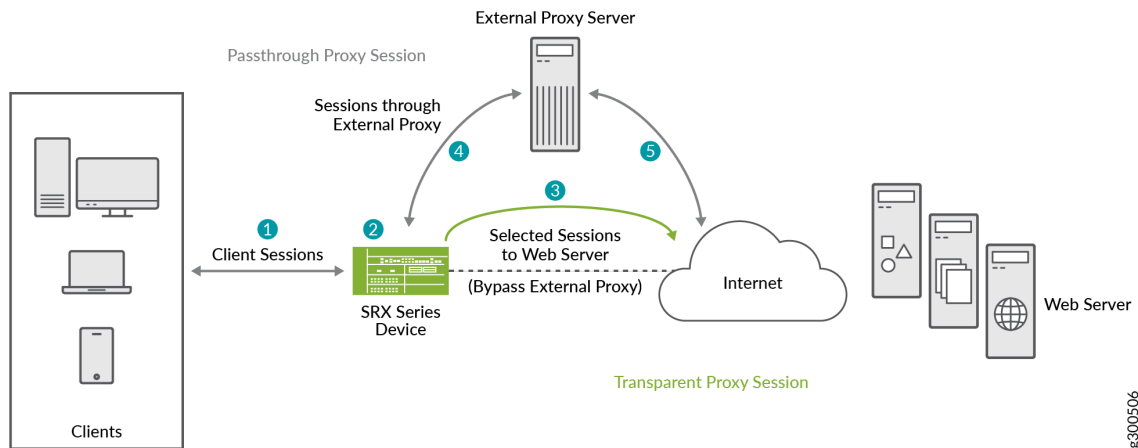 External Proxy Server
Passthrough Proxy Session
Sessions through
External Proxy
4
5
3
1
2
Client Sessions
Selected Sessions
to Web Server
(Bypass External Proxy)
Internet
SRX Series
Device
Web Server
Transparent Proxy Session
Clients
g300506